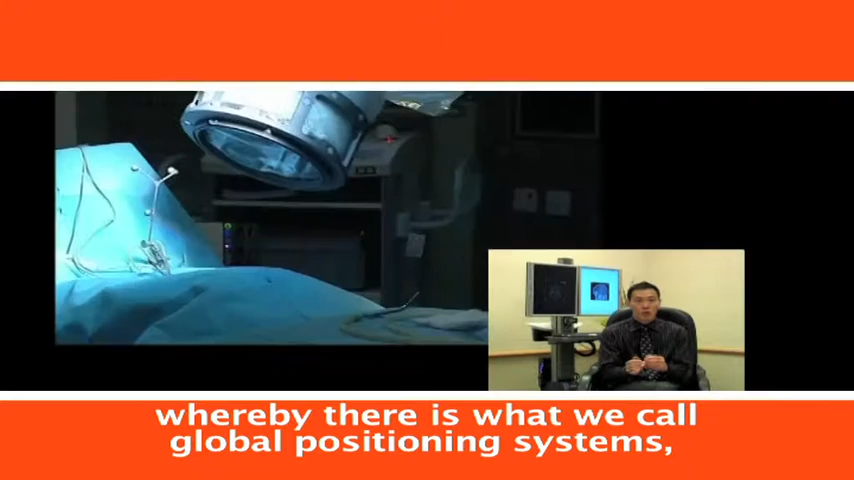 whereby there is what we call
global positioning systems,